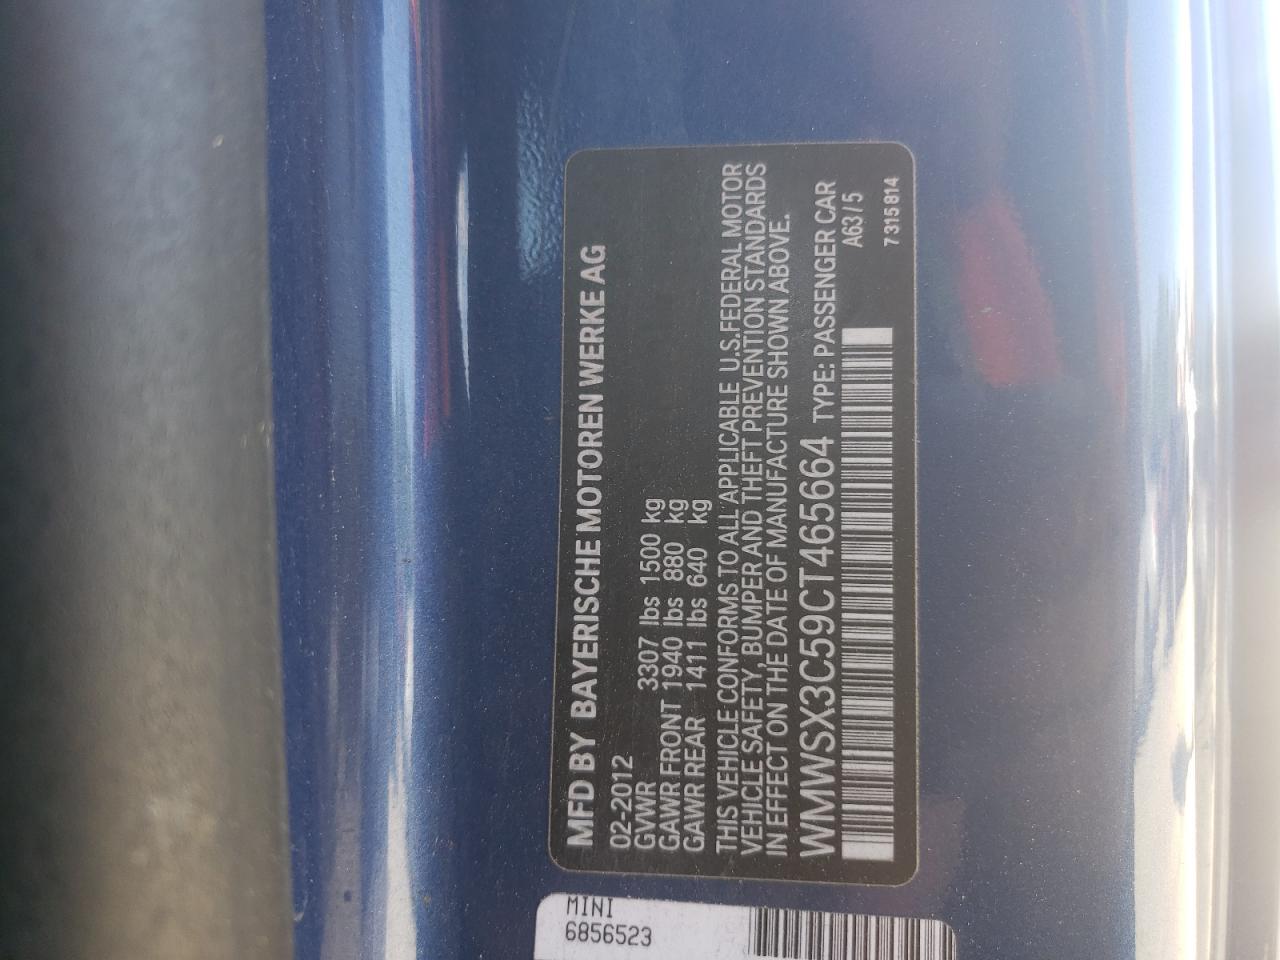 MFD BY BAYERISCHE MOTOREN WERKE AG
02-2012
GVWR 3307 lbs 1500 kg
GAWR FRONT 1940 lbs 880 kg
GAWR REAR 1411 lbs 640 kg
THIS VEHICLE CONFORMS TO ALL APPLICABLE U.S.FEDERAL MOTOR
VEHICLE SAFETY, BUMPER AND THEFT PREVENTION STANDARDS
IN EFFECT ON THE DATE OF MANUFACTURE SHOWN ABOVE.
WMWSX3C59CT465664 TYPE: PASSENGER CAR
A63/5
7 315 814
MINI
6856523